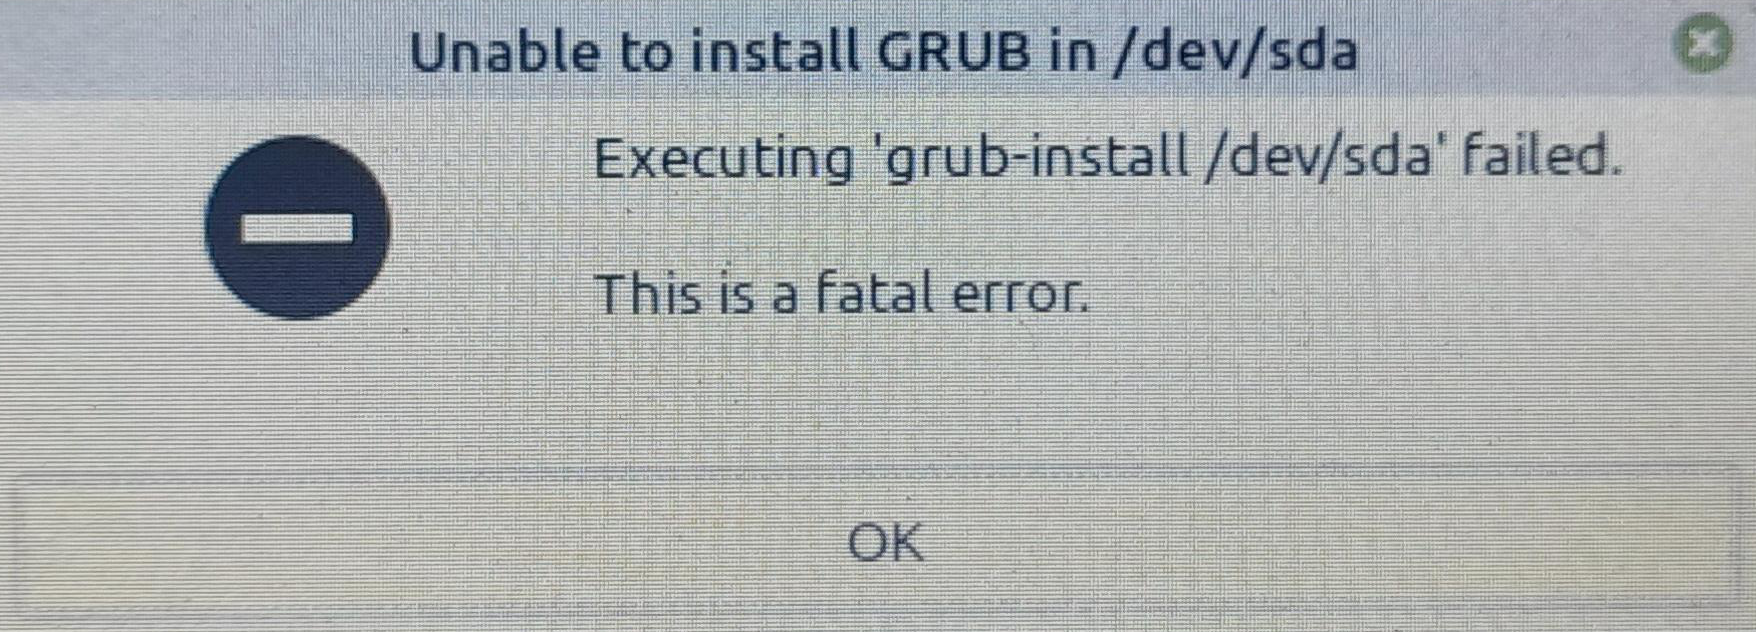 Unable to install GRUB in /dev/sda
Executing 'grub-install /dev/sda' failed.
This is a fatal error.
OK